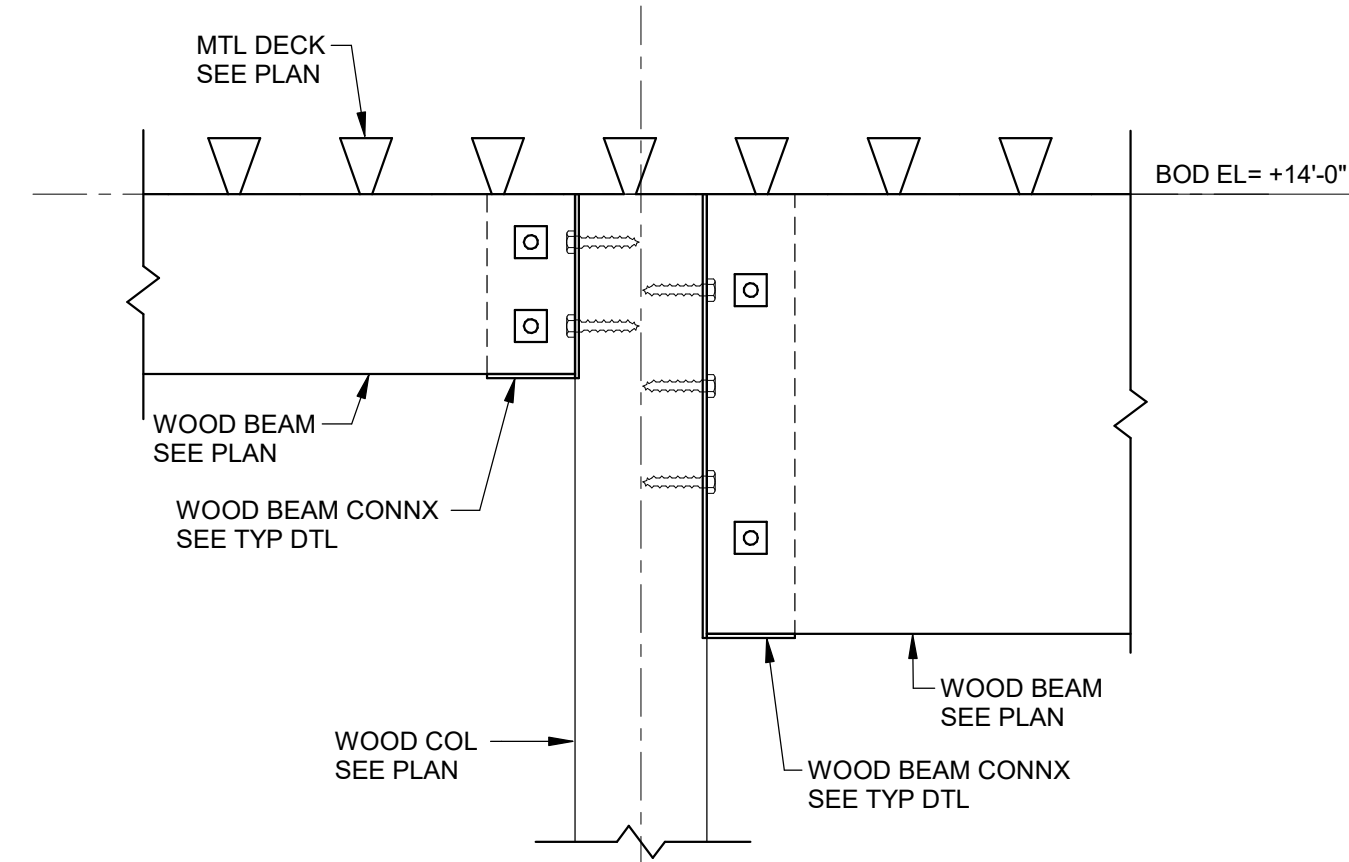 MTL DECK
SEE PLAN
BOD EL= +14'-0"
WOOD BEAM
SEE PLAN
WOOD BEAM CONNX
SEE TYP DTL
WOOD BEAM
SEE PLAN
WOOD COL
SEE PLAN
WOOD BEAM CONNX
SEE TYP DTL